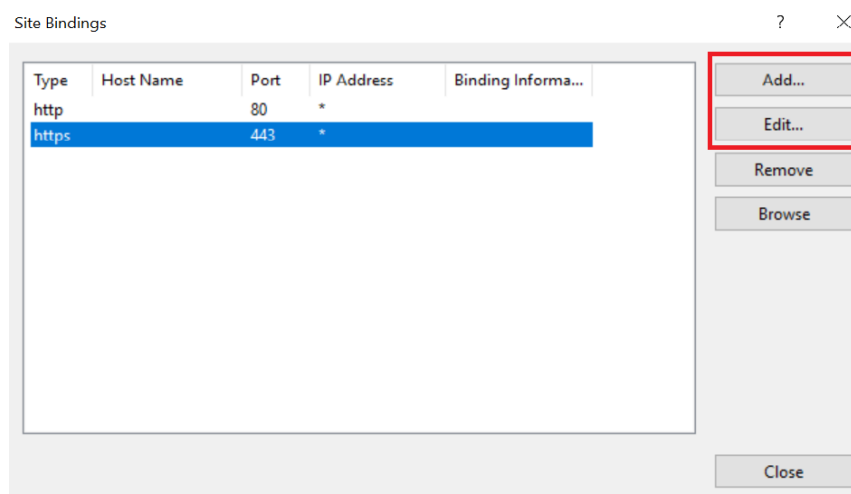 Site Bindings ?
Type Host Name Port IP Address Binding Informa...
http 80 *
https 443 *
Add...
Edit...
Remove
Browse
Close